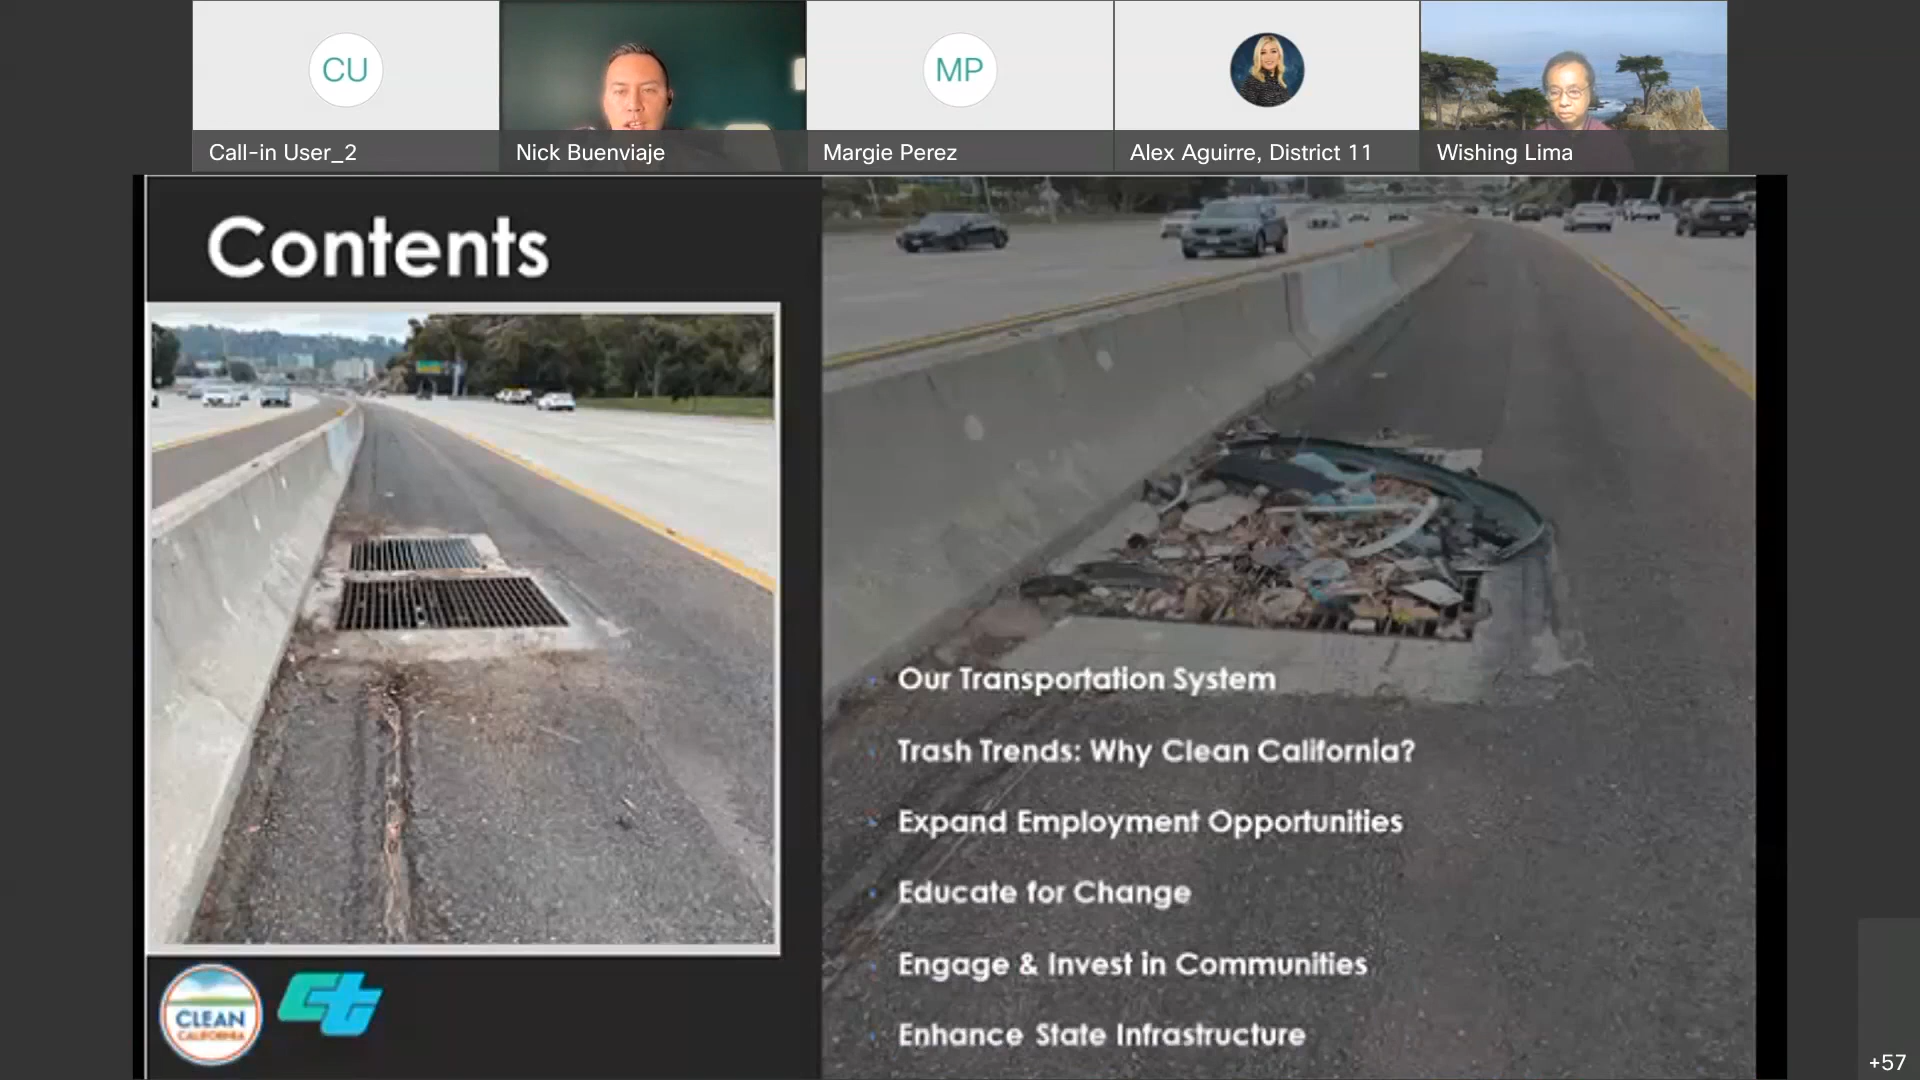 CU
MP
Call-in User_2
Nick Buenviaje
Margie Perez
Alex Aguirre, District 11
Wishing Lima
Contents
Our Transportation System
Trash Trends: Why Clean California?
Expand Employment Opportunities
Educate for Change
Engage & Invest in Communities
Enhance State Infrastructure
CLEAN
CALIFORNIA
ct
+57